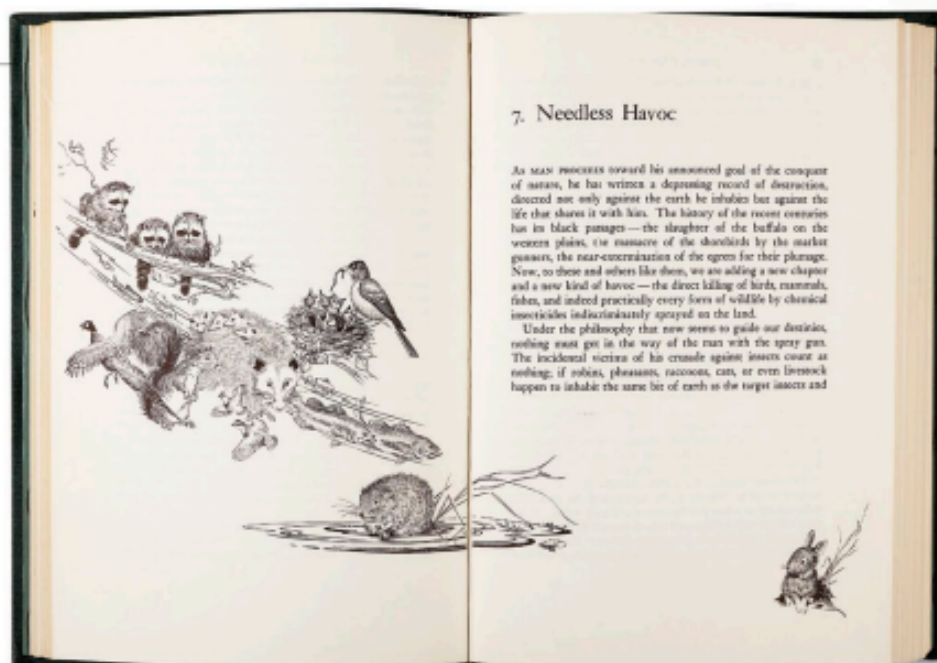 7. Needless Havoc
AS MAN PROCEEDS toward his announced goal of the conquest
of nature, he has written a depressing record of destruction,
directed not only against the earth he inhabits but against the
life that shares it with him. The history of the recent centuries
has its black passages — the slaughter of the buffalo on the
western plains, the massacre of the shorebirds by the market
gunners, the near-extermination of the egrets for their plumage.
Now, to these and others like them, we are adding a new chapter
and a new kind of havoc — the direct killing of birds, mammals,
fishes, and indeed practically every form of wildlife by chemical
insecticides indiscriminately sprayed on the land.
Under the philosophy that now seems to guide our destinies,
nothing must get in the way of the man with the spray gun.
The incidental victims of his crusade against insects count as
nothing; if robins, pheasants, raccoons, cats, or even livestock
happen to inhabit the same bit of earth as the target insects and